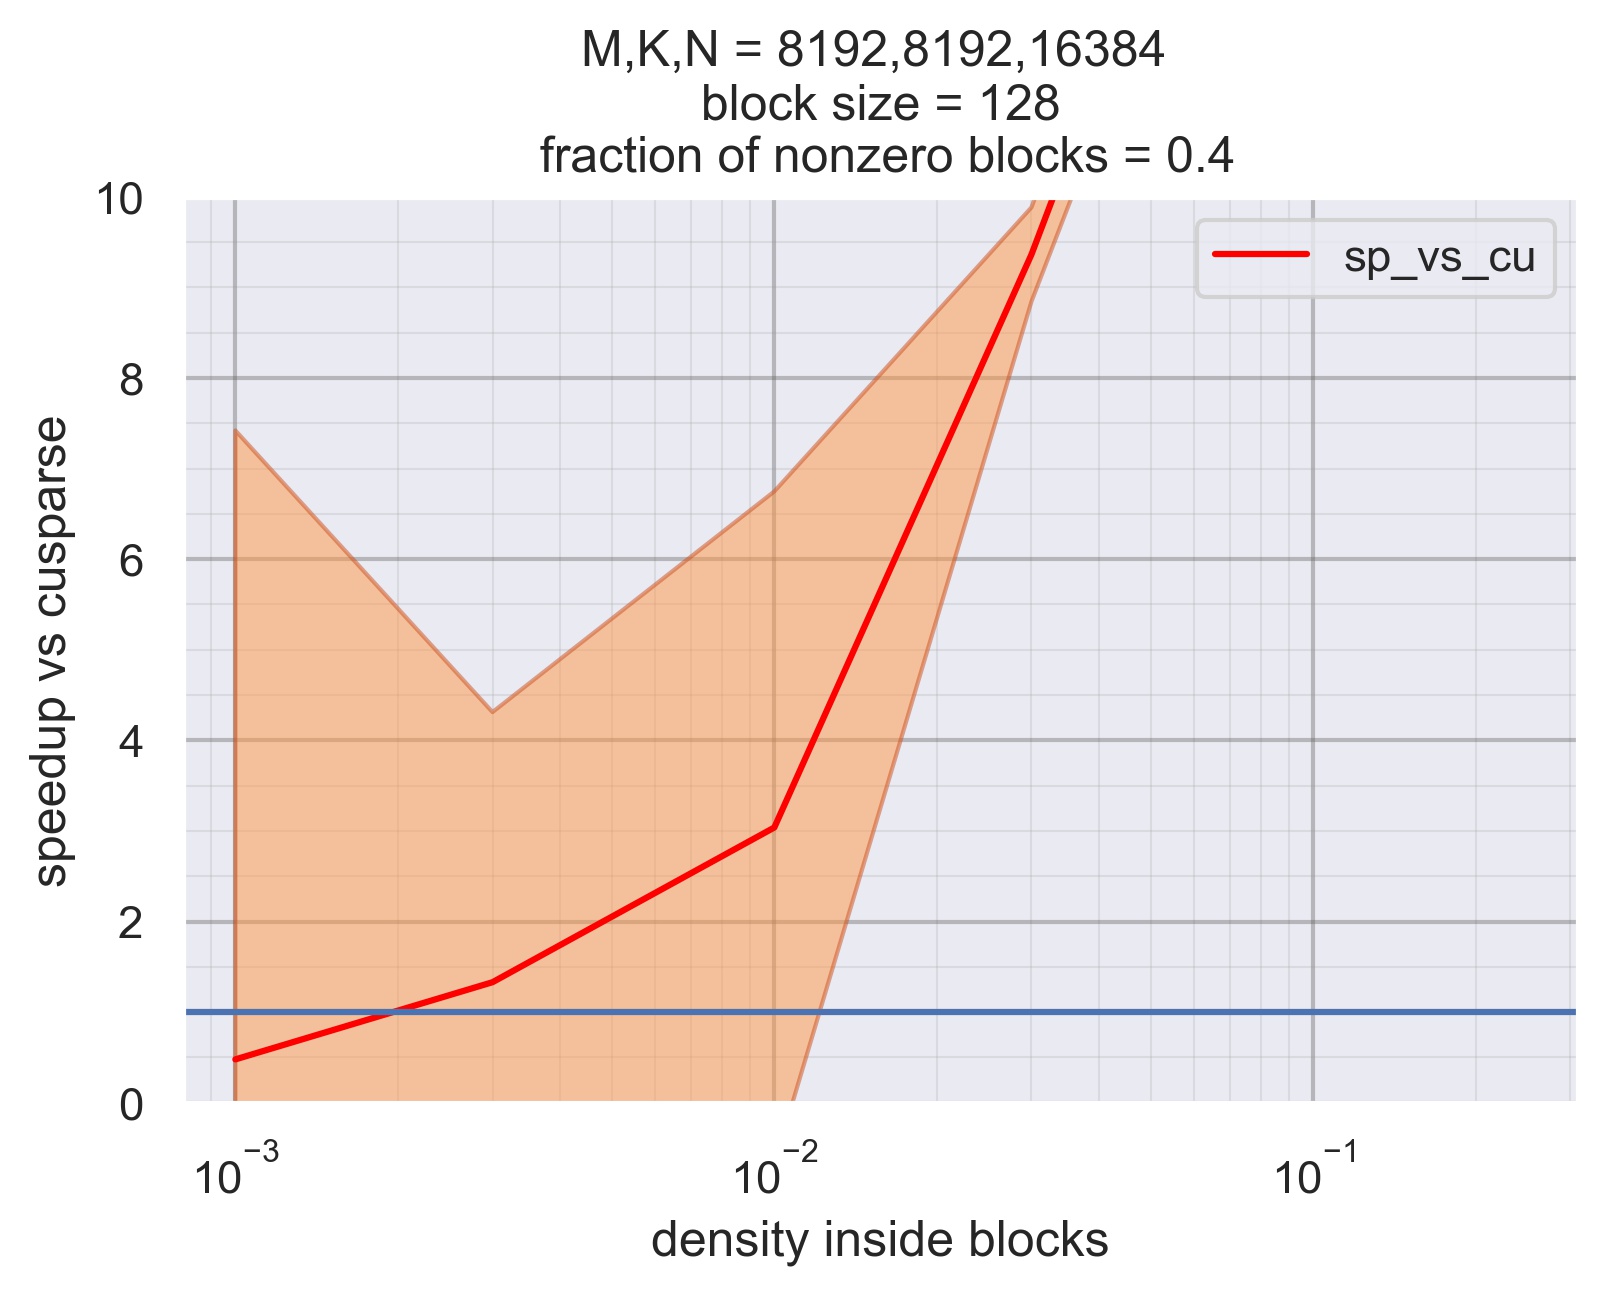 M,K,N = 8192,8192,16384
block size = 128
fraction of nonzero blocks = 0.4
sp_vs_cu
speedup vs cusparse
10
8
6
4
2
0
10⁻³
10⁻²
10⁻¹
density inside blocks